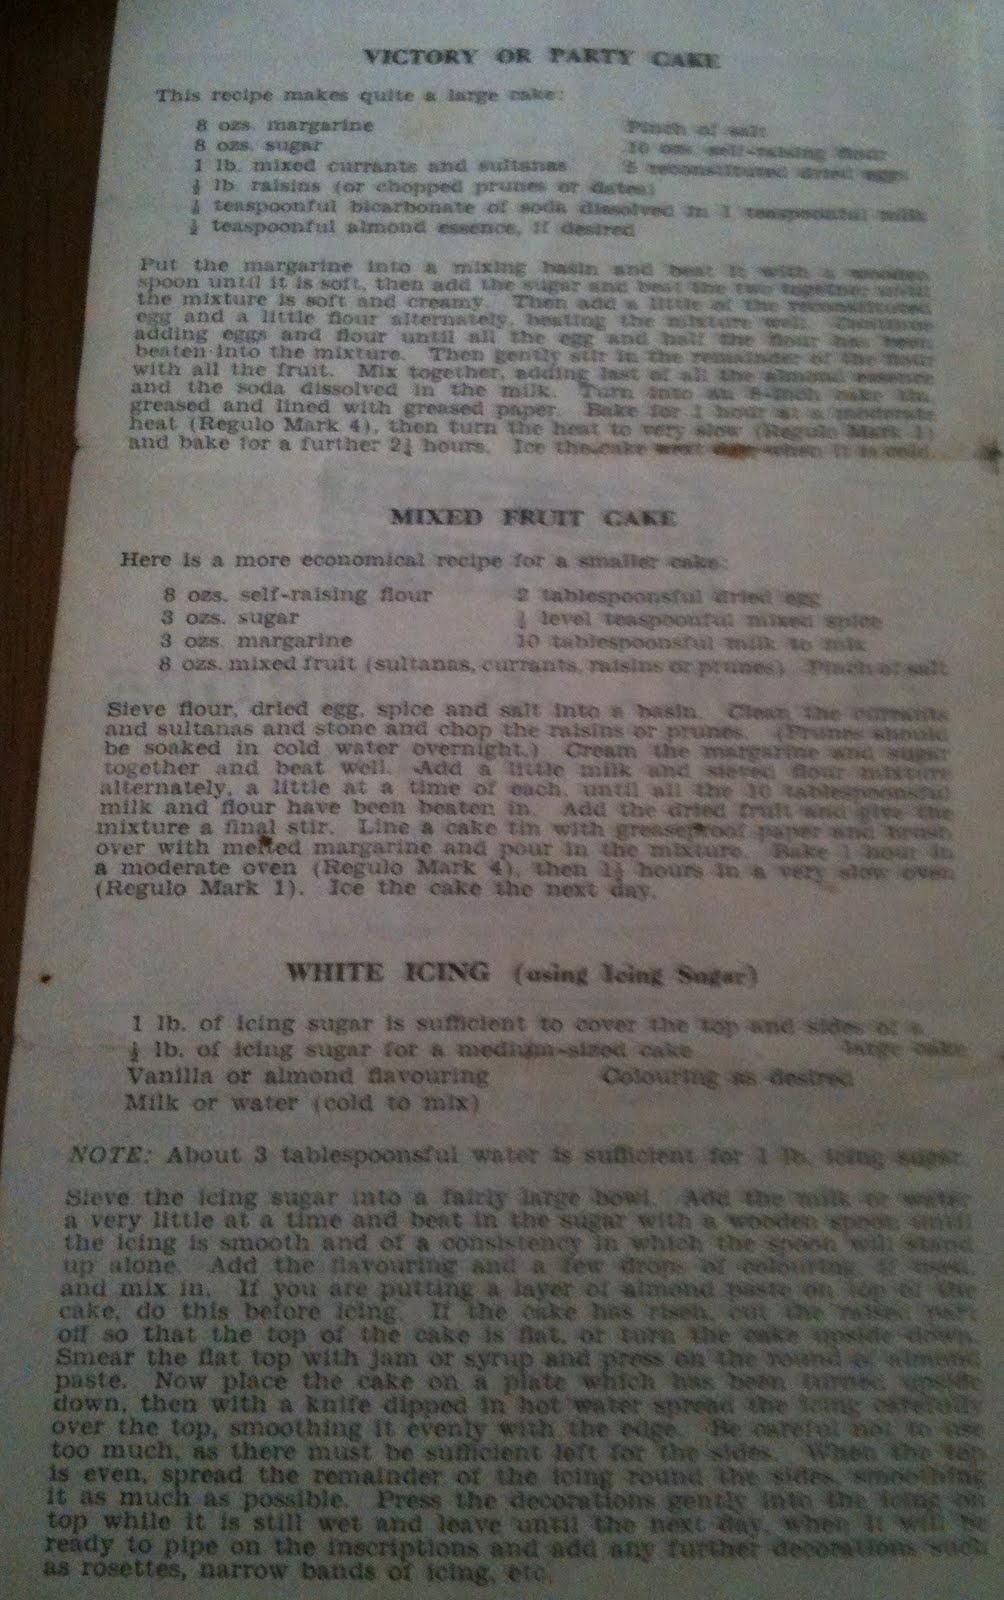 VICTORY OR PARTY CAKE
This recipe makes quite a large cake:
8 ozs. margarine Pinch of salt
8 ozs. sugar 10 ozs. self-raising flour
1 lb. mixed currants and sultanas 5 reconstituted dried eggs
lb. raisins (or chopped prunes or dates)
teaspoonful bicarbonate of soda dissolved in 1 teaspoonful milk
teaspoonful almond essence, if desired
Put the margarine into a mixing basin and beat it with a wooden
spoon until it is soft, then add the sugar and beat the two together until
the mixture is soft and creamy. Then add a little of the reconstituted
egg and a little flour alternately, beating the mixture well. Continue
adding eggs and flour until all the egg and half the flour has been
beaten into the mixture. Then gently stir in the remainder of the flour
with all the fruit. Mix together, adding last of all the almond essence
and the soda dissolved in the milk. Turn into an 8-inch cake tin,
greased and lined with greased paper. Bake for 1 hour at a moderate
heat (Regulo Mark 4), then turn the heat to very slow (Regulo Mark 1)
and bake for a further 2½ hours. Ice the cake next day when it is cold.
MIXED FRUIT CAKE
Here is a more economical recipe for a smaller cake:
8 ozs. self-raising flour 2 tablespoonsful dried egg
3 ozs. sugar level teaspoonful mixed spice
3 ozs. margarine 10 tablespoonsful milk to mix
8 ozs. mixed fruit (sultanas, currants, raisins or prunes) Pinch of salt
Sieve flour, dried egg, spice and salt into a basin. Clean the currants
and sultanas and stone and chop the raisins or prunes. (Prunes should
be soaked in cold water overnight.) Cream the margarine and sugar
together and beat well. Add a little milk and sieved flour mixture
alternately, a little at a time of each, until all the 10 tablespoonsful
milk and flour have been beaten in. Add the dried fruit and give the
mixture a final stir. Line a cake tin with greaseproof paper and brush
over with melted margarine and pour in the mixture. Bake 1 hour in
a moderate oven (Regulo Mark 4), then 1½ hours in a very slow oven
(Regulo Mark 1). Ice the cake the next day.
WHITE ICING (using Icing Sugar)
1 lb. of icing sugar is sufficient to cover the top and sides of a
½ lb. of icing sugar for a medium-sized cake large cake
Vanilla or almond flavouring Colouring as desired
Milk or water (cold to mix)
NOTE: About 3 tablespoonsful water is sufficient for 1 lb. icing sugar.
Sieve the icing sugar into a fairly large bowl. Add the milk or water
a very little at a time and beat in the sugar with a wooden spoon until
the icing is smooth and of a consistency in which the spoon will stand
up alone. Add the flavouring and a few drops of colouring, if used,
and mix in. If you are putting a layer of almond paste on top of the
cake, do this before icing. If the cake has risen, cut the raised part
off so that the top of the cake is flat, or turn the cake upside down.
Smear the flat top with jam or syrup and press on the round of almond
paste. Now place the cake on a plate which has been turned upside
down, then with a knife dipped in hot water spread the icing carefully
over the top, smoothing it evenly with the edge. Be careful not to use
too much, as there must be sufficient left for the sides. When the top
is even, spread the remainder of the icing round the sides, smoothing
it as much as possible. Press the decorations gently into the icing on
top while it is still wet and leave until the next day, when it will be
ready to pipe on the inscriptions and add any further decorations such
as rosettes, narrow bands of icing, etc.